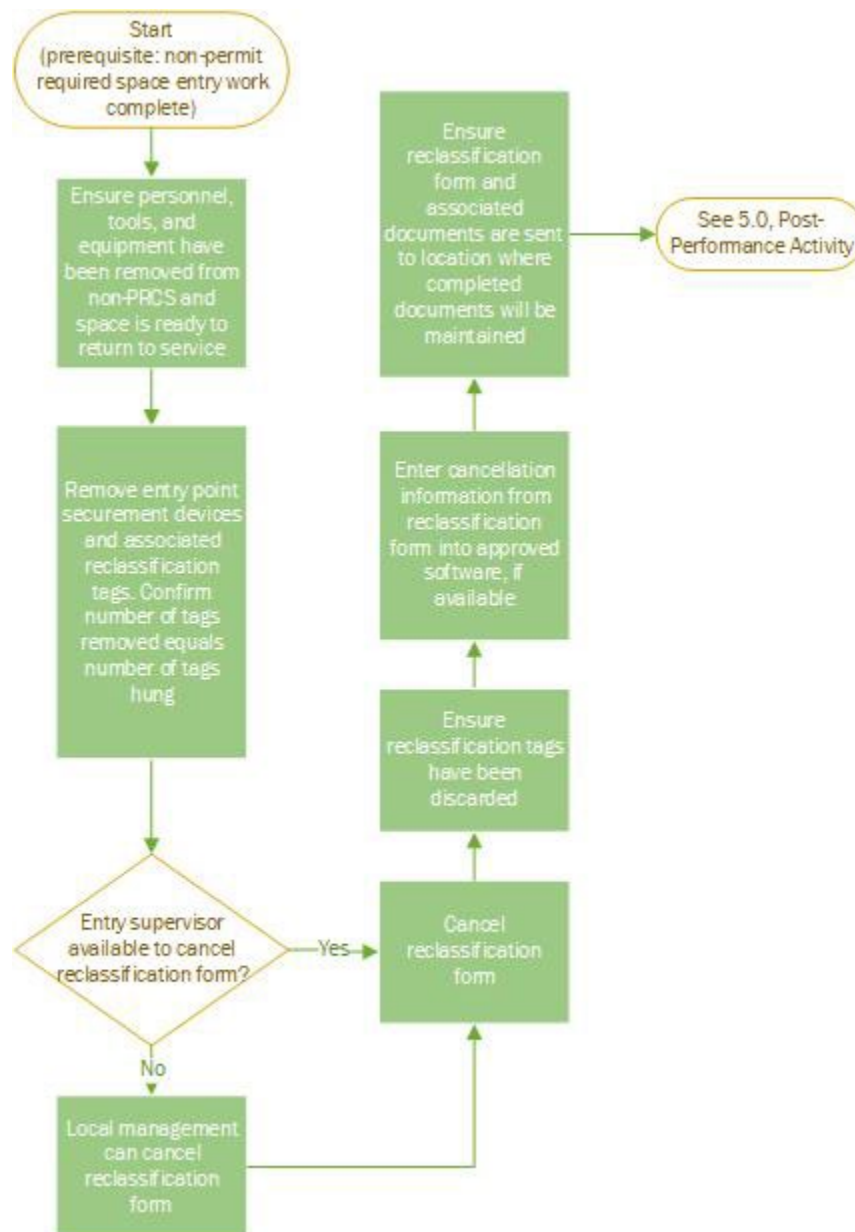 Start
(prerequisite: non-permit
required space entry work
complete)
Ensure personnel,
tools, and
equipment have
been removed from
non-PRCS and
space is ready to
return to service
Remove entry point
securement devices
and associated
reclassification
tags. Confirm
number of tags
removed equals
number of tags
hung
Entry supervisor
available to cancel
reclassification form?
Yes
No
Local management
can cancel
reclassification
form
Cancel
reclassification
form
Ensure
reclassification tags
have been
discarded
Enter cancellation
information from
reclassification
form into approved
software, if
available
Ensure
reclassification
form and
associated
documents are sent
to location where
completed
documents will be
maintained
See 5.0, Post-
Performance Activity